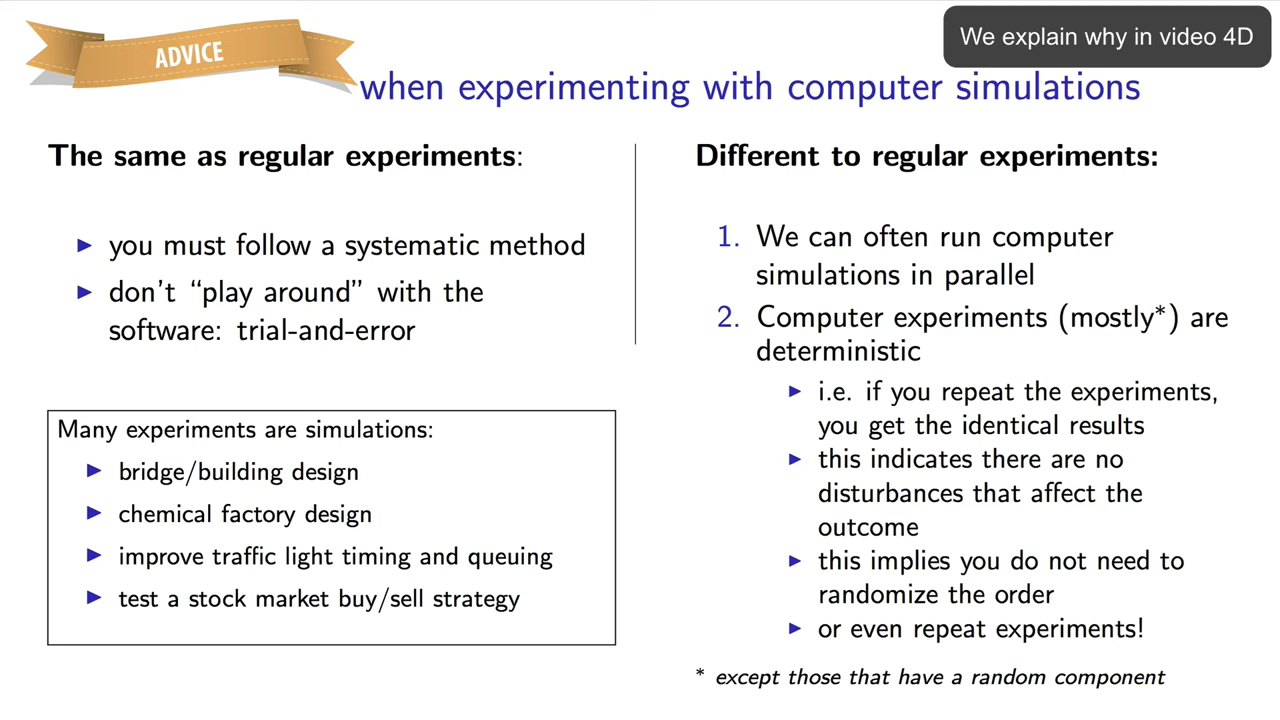 ADVICE
We explain why in video 4D
when experimenting with computer simulations
The same as regular experiments:
▶ you must follow a systematic method
▶ don't “play around” with the
software: trial-and-error
Many experiments are simulations:
▶ bridge/building design
▶ chemical factory design
▶ improve traffic light timing and queuing
▶ test a stock market buy/sell strategy
Different to regular experiments:
1. We can often run computer
simulations in parallel
2. Computer experiments (mostly*) are
deterministic
▶ i.e. if you repeat the experiments,
you get the identical results
▶ this indicates there are no
disturbances that affect the
outcome
▶ this implies you do not need to
randomize the order
▶ or even repeat experiments!
* except those that have a random component